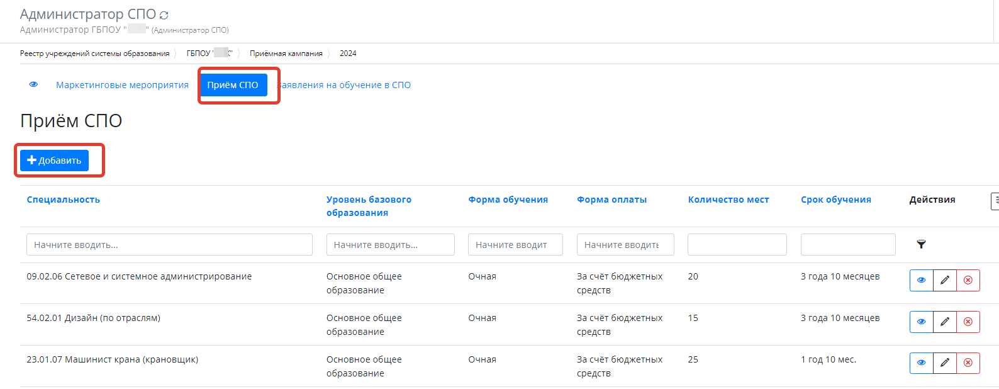 Администратор СПО
Администратор ГБПОУ " " (Администратор СПО)
Реестр учреждений системы образования
ГБПОУ " "
Приёмная кампания
2024
Маркетинговые мероприятия
Приём СПО
Заявления на обучение в СПО
Приём СПО
Добавить
Специальность
Уровень базового
образования
Форма обучения
Форма оплаты
Количество мест
Срок обучения
Действия
Начните вводить...
Начните вводить...
Начните вводит
Начните вводить
09.02.06 Сетевое и системное администрирование
Основное общее
образование
Очная
За счёт бюджетных
средств
20
3 года 10 месяцев
54.02.01 Дизайн (по отраслям)
Основное общее
образование
Очная
За счёт бюджетных
средств
15
3 года 10 месяцев
23.01.07 Машинист крана (крановщик)
Основное общее
образование
Очная
За счёт бюджетных
средств
25
1 год 10 мес.